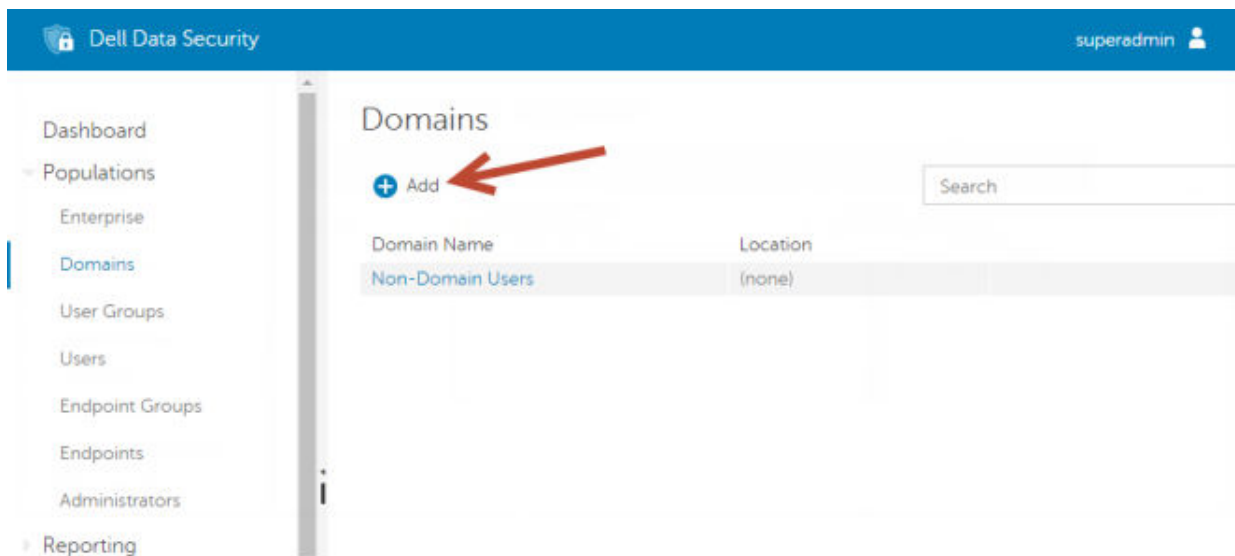 Dell Data Security
superadmin
Dashboard
Populations
Enterprise
Domains
User Groups
Users
Endpoint Groups
Endpoints
Administrators
Reporting
Domains
Add
Search
Domain Name Location
Non-Domain Users (none)